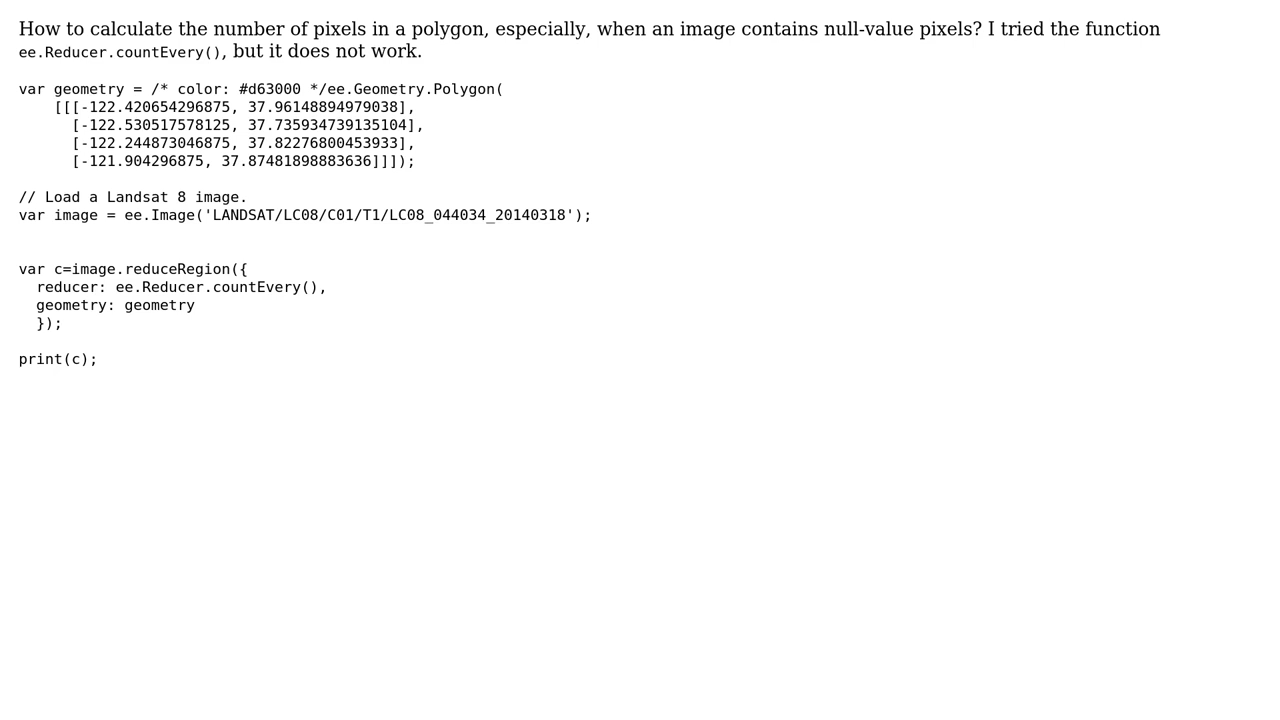 How to calculate the number of pixels in a polygon, especially, when an image contains null-value pixels? I tried the function
ee.Reducer.countEvery(), but it does not work.
var geometry = /* color: #d63000 */ee.Geometry.Polygon(
    [[[-122.420654296875, 37.96148894979038],
      [-122.530517578125, 37.735934739135104],
      [-122.244873046875, 37.82276800453933],
      [-121.904296875, 37.87481898883636]]]);
// Load a Landsat 8 image.
var image = ee.Image('LANDSAT/LC08/C01/T1/LC08_044034_20140318');
var c=image.reduceRegion({
  reducer: ee.Reducer.countEvery(),
  geometry: geometry
  });
print(c);